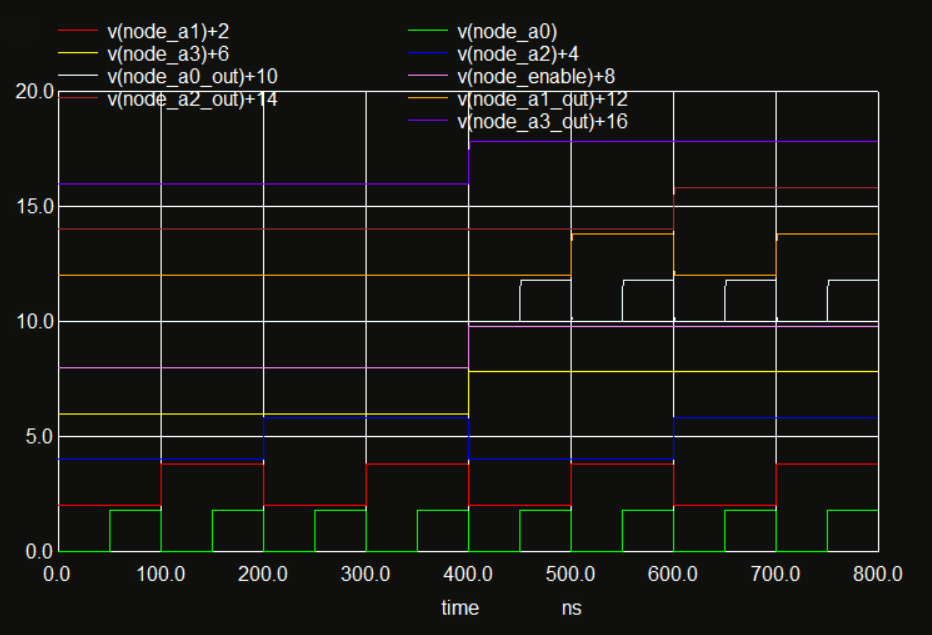 v(node_a1)+2 v(node_a0)
v(node_a3)+6 v(node_a2)+4
v(node_a0_out)+10 v(node_enable)+8
v(node_a2_out)+14 v(node_a1_out)+12
v(node_a3_out)+16
20.0
15.0
10.0
5.0
0.0
0.0 100.0 200.0 300.0 400.0 500.0 600.0 700.0 800.0
time ns